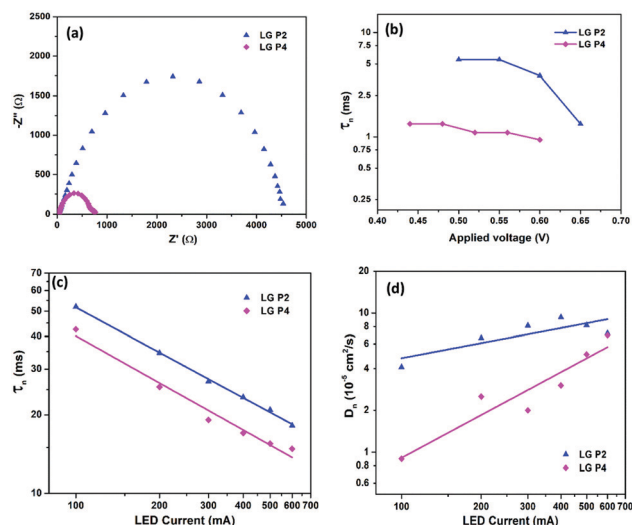 (a)
LG P2
LG P4
-Z'' (Ω)
2500
2000
1500
1000
500
0
0 1000 2000 3000 4000 5000
Z' (Ω)
(b)
LG P2
LG P4
τn (ms)
10
7.5
5
2.5
1
0.75
0.5
0.25
0.40 0.45 0.50 0.55 0.60 0.65 0.70
Applied voltage (V)
(c)
LG P2
LG P4
τn (ms)
70
60
50
40
30
20
10
100 200 300 400 500 600 700
LED Current (mA)
(d)
LG P2
LG P4
Dn (10⁻⁵ cm²/s)
20
10
8
6
4
2
1
0.8
0.6
100 200 300 400 500 600 700
LED Current (mA)